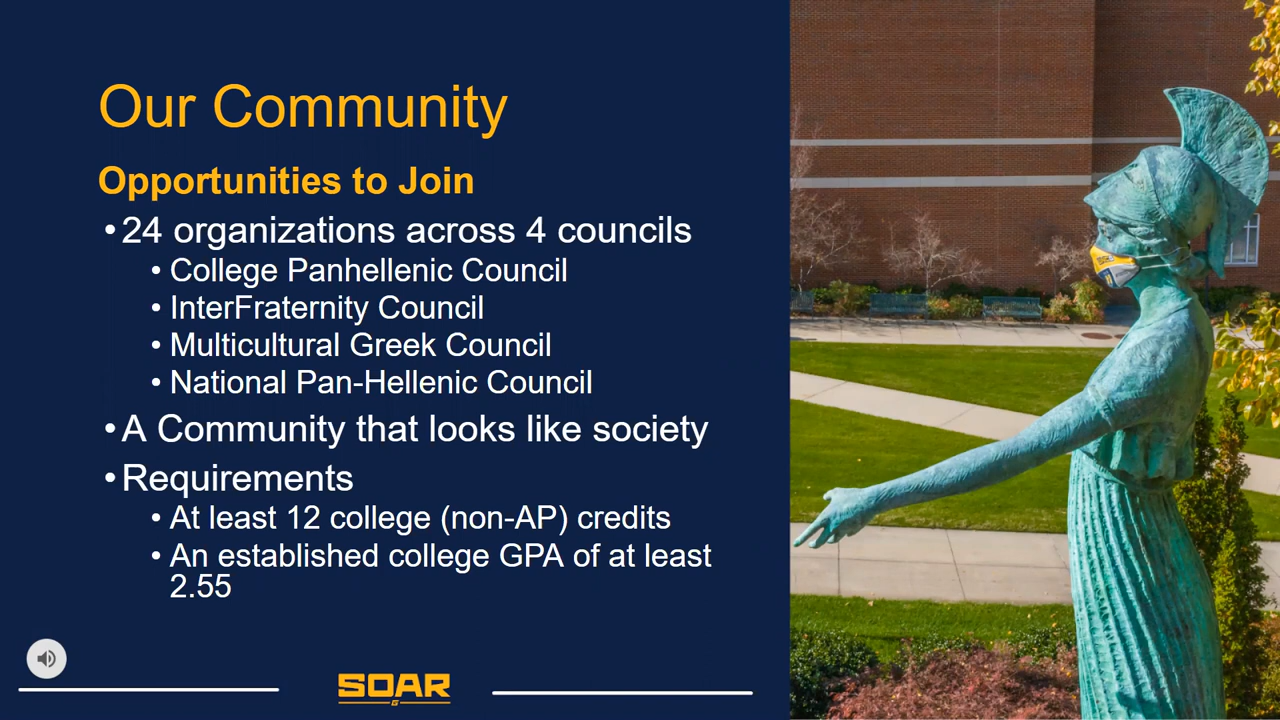 Our Community
Opportunities to Join
•24 organizations across 4 councils
• College Panhellenic Council
• InterFraternity Council
• Multicultural Greek Council
• National Pan-Hellenic Council
•A Community that looks like society
•Requirements
• At least 12 college (non-AP) credits
• An established college GPA of at least
2.55
SOAR
G